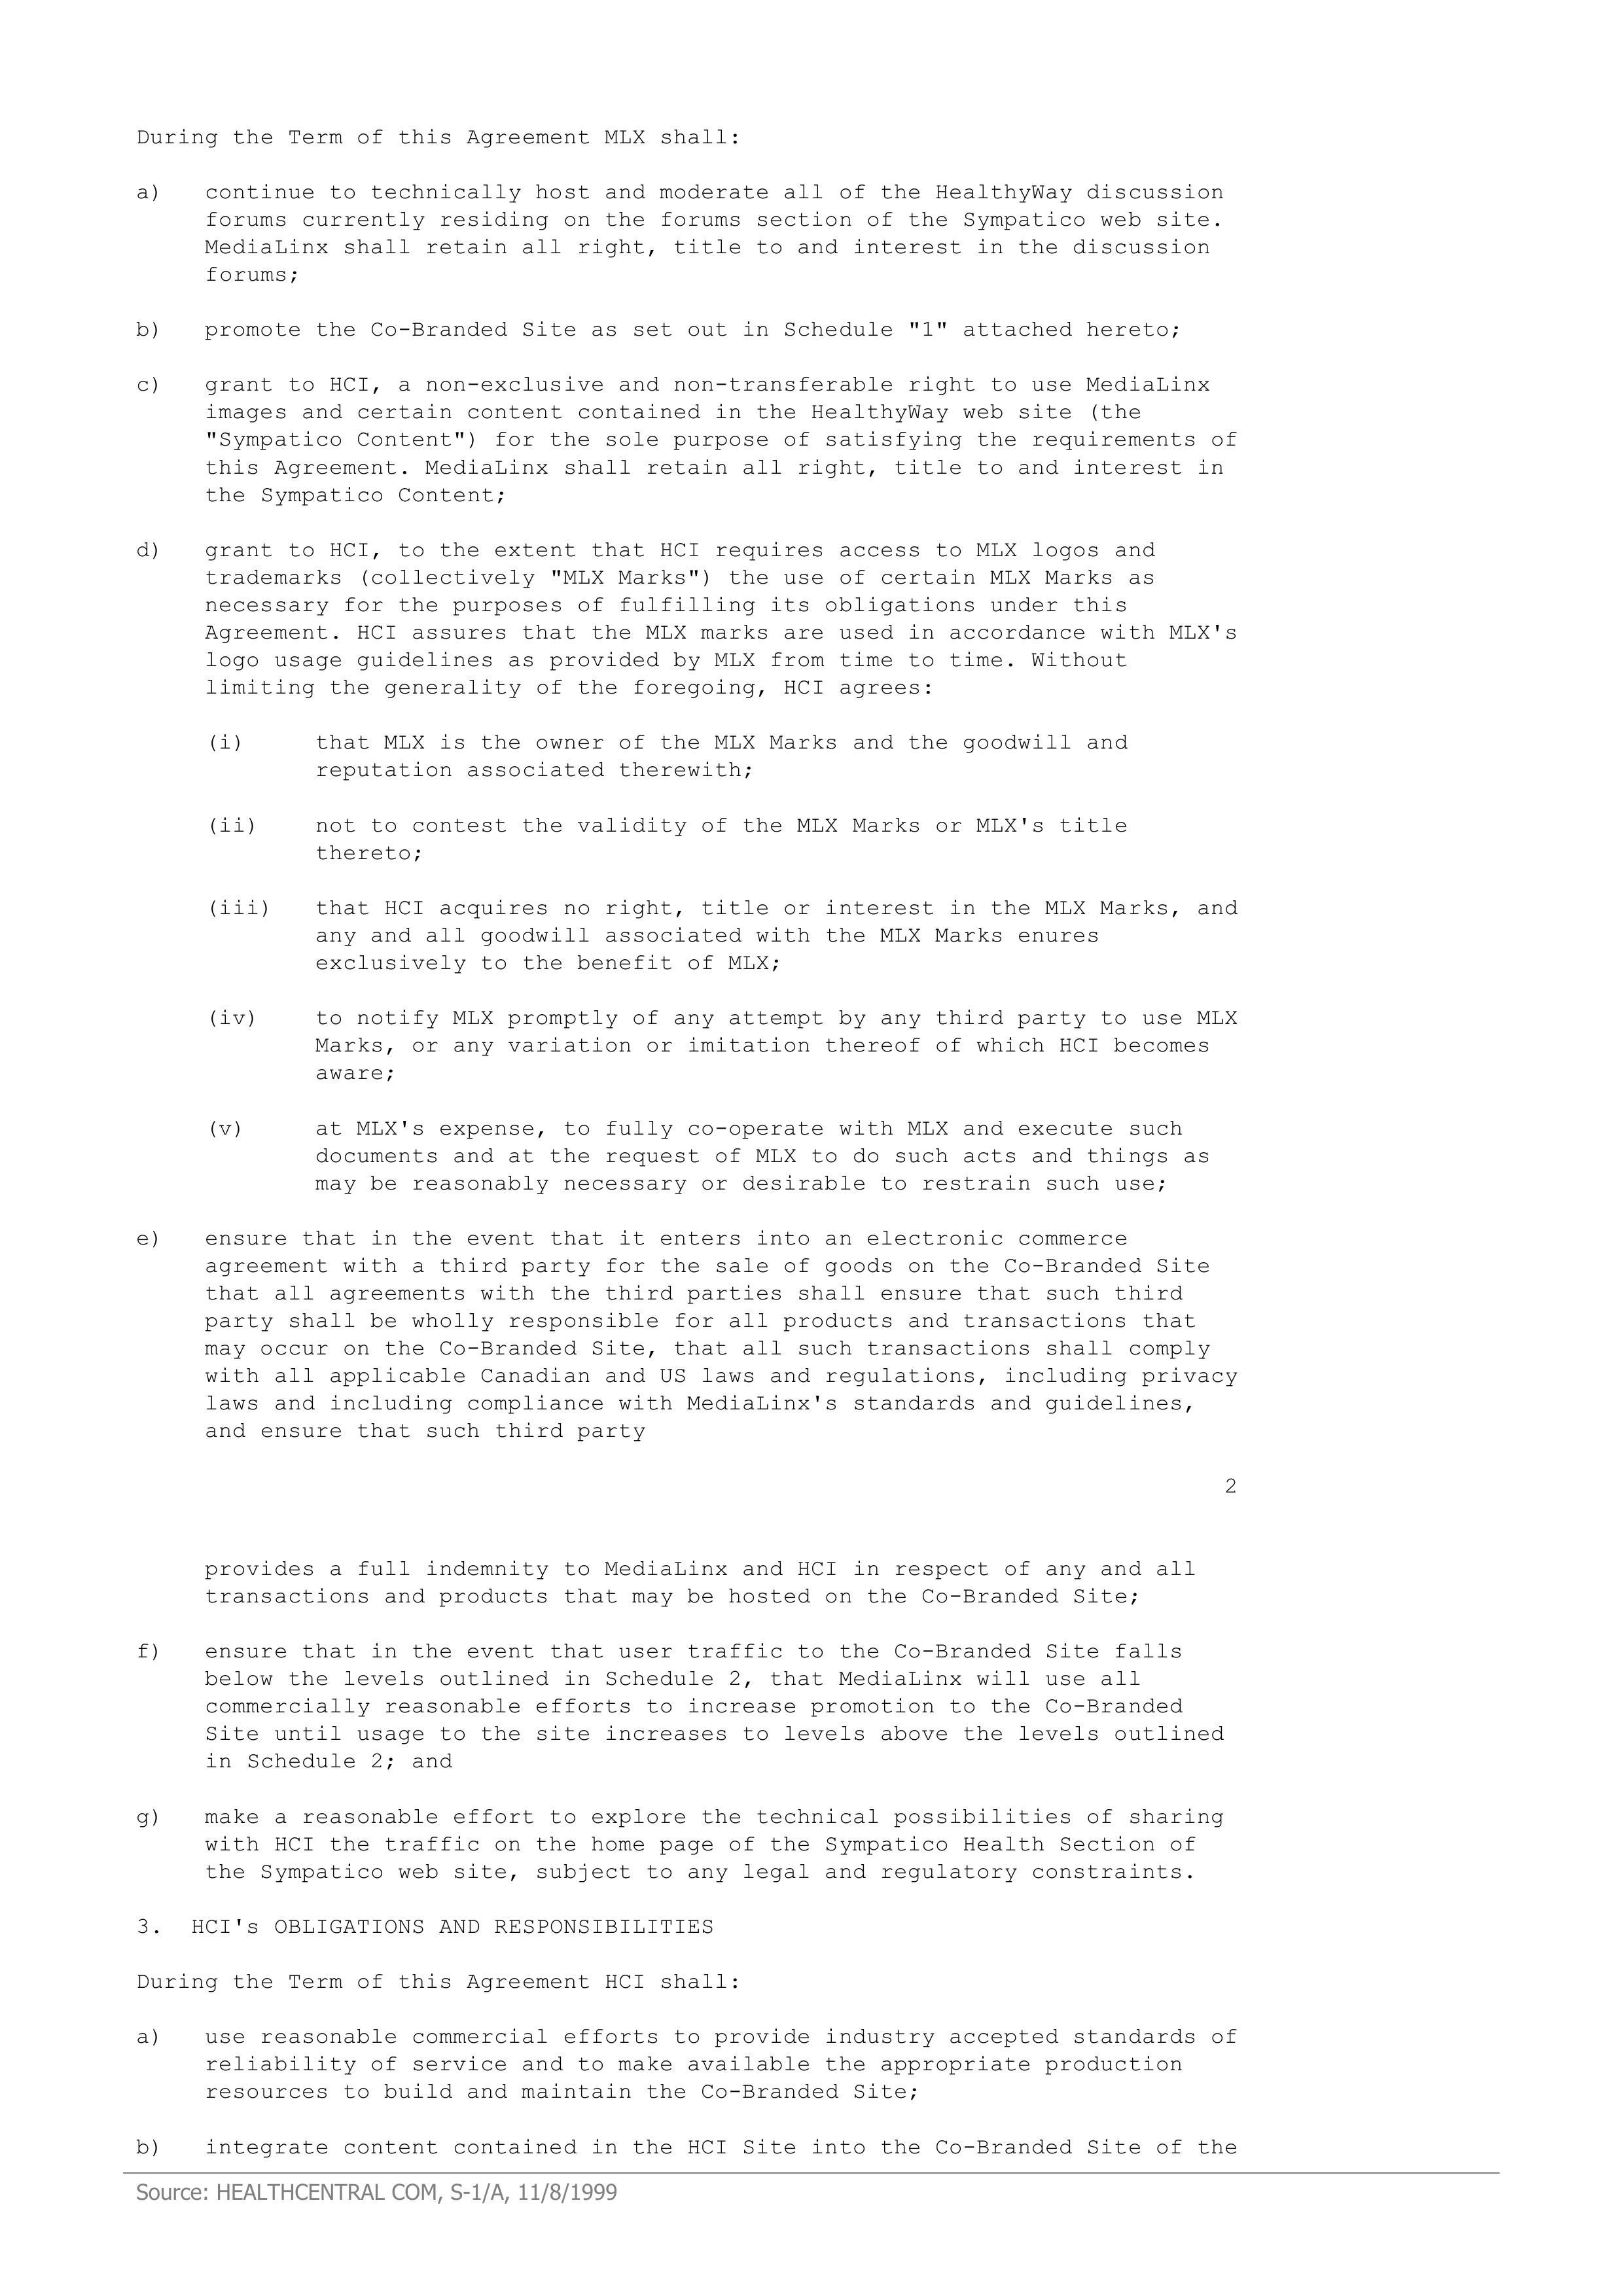 During the Term of this Agreement MLX shall:
a) continue to technically host and moderate all of the HealthyWay discussion
forums currently residing on the forums section of the Sympatico web site.
MediaLinx shall retain all right, title to and interest in the discussion
forums;
b) promote the Co-Branded Site as set out in Schedule "1" attached hereto;
c) grant to HCI, a non-exclusive and non-transferable right to use MediaLinx
images and certain content contained in the HealthyWay web site (the
"Sympatico Content") for the sole purpose of satisfying the requirements of
this Agreement. MediaLinx shall retain all right, title to and interest in
the Sympatico Content;
d) grant to HCI, to the extent that HCI requires access to MLX logos and
trademarks (collectively "MLX Marks") the use of certain MLX Marks as
necessary for the purposes of fulfilling its obligations under this
Agreement. HCI assures that the MLX marks are used in accordance with MLX's
logo usage guidelines as provided by MLX from time to time. Without
limiting the generality of the foregoing, HCI agrees:
(i) that MLX is the owner of the MLX Marks and the goodwill and
reputation associated therewith;
(ii) not to contest the validity of the MLX Marks or MLX's title
thereto;
(iii) that HCI acquires no right, title or interest in the MLX Marks, and
any and all goodwill associated with the MLX Marks enures
exclusively to the benefit of MLX;
(iv) to notify MLX promptly of any attempt by any third party to use MLX
Marks, or any variation or imitation thereof of which HCI becomes
aware;
(v) at MLX's expense, to fully co-operate with MLX and execute such
documents and at the request of MLX to do such acts and things as
may be reasonably necessary or desirable to restrain such use;
e) ensure that in the event that it enters into an electronic commerce
agreement with a third party for the sale of goods on the Co-Branded Site
that all agreements with the third parties shall ensure that such third
party shall be wholly responsible for all products and transactions that
may occur on the Co-Branded Site, that all such transactions shall comply
with all applicable Canadian and US laws and regulations, including privacy
laws and including compliance with MediaLinx's standards and guidelines,
and ensure that such third party
2
provides a full indemnity to MediaLinx and HCI in respect of any and all
transactions and products that may be hosted on the Co-Branded Site;
f) ensure that in the event that user traffic to the Co-Branded Site falls
below the levels outlined in Schedule 2, that MediaLinx will use all
commercially reasonable efforts to increase promotion to the Co-Branded
Site until usage to the site increases to levels above the levels outlined
in Schedule 2; and
g) make a reasonable effort to explore the technical possibilities of sharing
with HCI the traffic on the home page of the Sympatico Health Section of
the Sympatico web site, subject to any legal and regulatory constraints.
3. HCI's OBLIGATIONS AND RESPONSIBILITIES
During the Term of this Agreement HCI shall:
a) use reasonable commercial efforts to provide industry accepted standards of
reliability of service and to make available the appropriate production
resources to build and maintain the Co-Branded Site;
b) integrate content contained in the HCI Site into the Co-Branded Site of the
Source: HEALTHCENTRAL COM, S-1/A, 11/8/1999